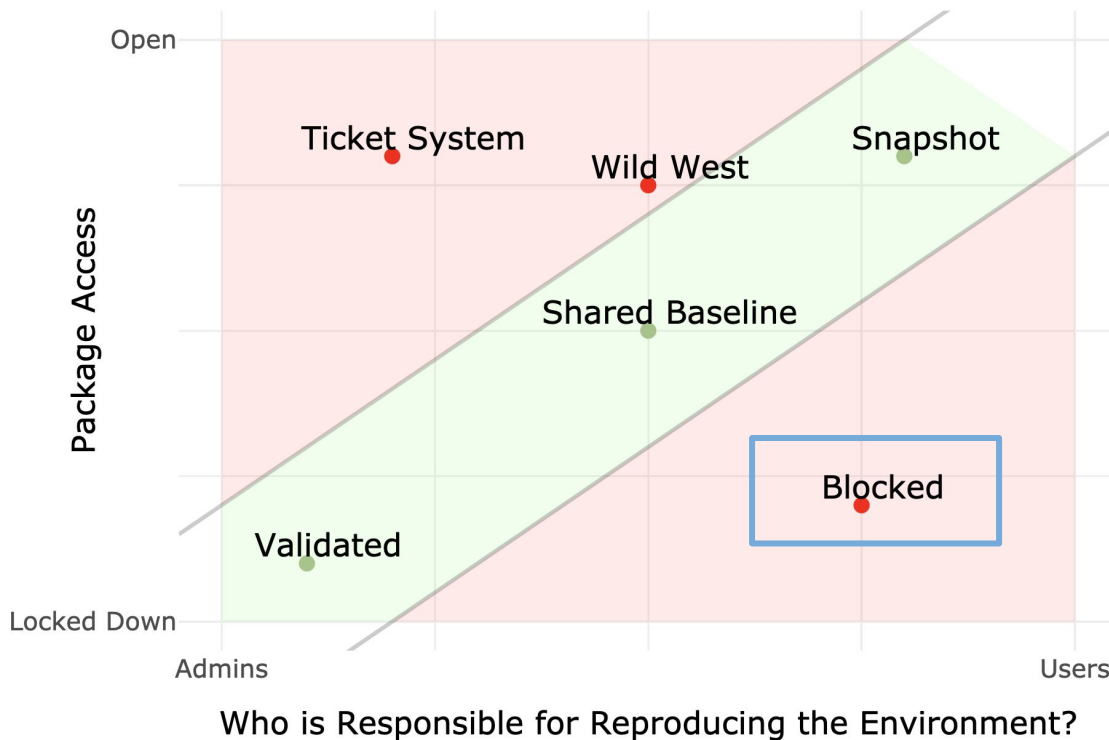 Open
Ticket System
Snapshot
Wild West
Package Access
Shared Baseline
Blocked
Validated
Locked Down
Admins
Users
Who is Responsible for Reproducing the Environment?